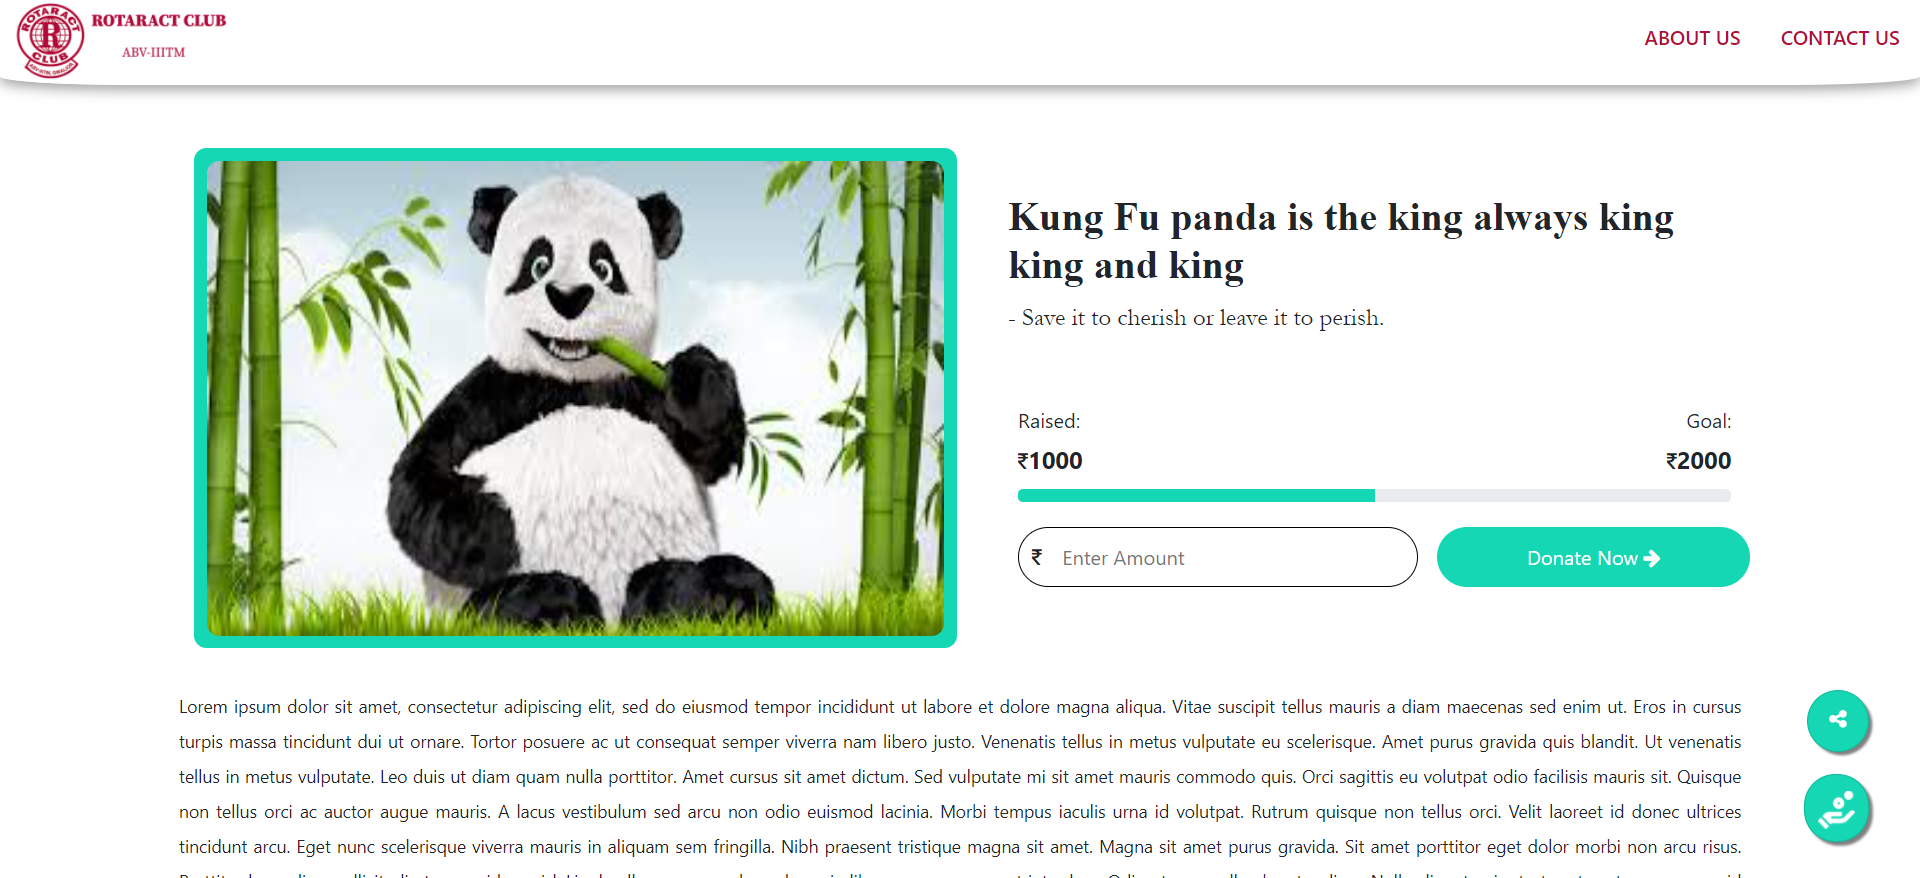 ROTARACT CLUB
ABV-IIITM
ROTARACT
R
CLUB
ABOUT US
CONTACT US
Kung Fu panda is the king always king
king and king
- Save it to cherish or leave it to perish.
Raised:
Goal:
₹1000
₹2000
₹ Enter Amount
Donate Now
Lorem ipsum dolor sit amet, consectetur adipiscing elit, sed do eiusmod tempor incididunt ut labore et dolore magna aliqua. Vitae suscipit tellus mauris a diam maecenas sed enim ut. Eros in cursus
turpis massa tincidunt dui ut ornare. Tortor posuere ac ut consequat semper viverra nam libero justo. Venenatis tellus in metus vulputate eu scelerisque. Amet purus gravida quis blandit. Ut venenatis
tellus in metus vulputate. Leo duis ut diam quam nulla porttitor. Amet cursus sit amet dictum. Sed vulputate mi sit amet mauris commodo quis. Orci sagittis eu volutpat odio facilisis mauris sit. Quisque
non tellus orci ac auctor augue mauris. A lacus vestibulum sed arcu non odio euismod lacinia. Morbi tempus iaculis urna id volutpat. Rutrum quisque non tellus orci. Velit laoreet id donec ultrices
tincidunt arcu. Eget nunc scelerisque viverra mauris in aliquam sem fringilla. Nibh praesent tristique magna sit amet. Magna sit amet purus gravida. Sit amet porttitor eget dolor morbi non arcu risus.